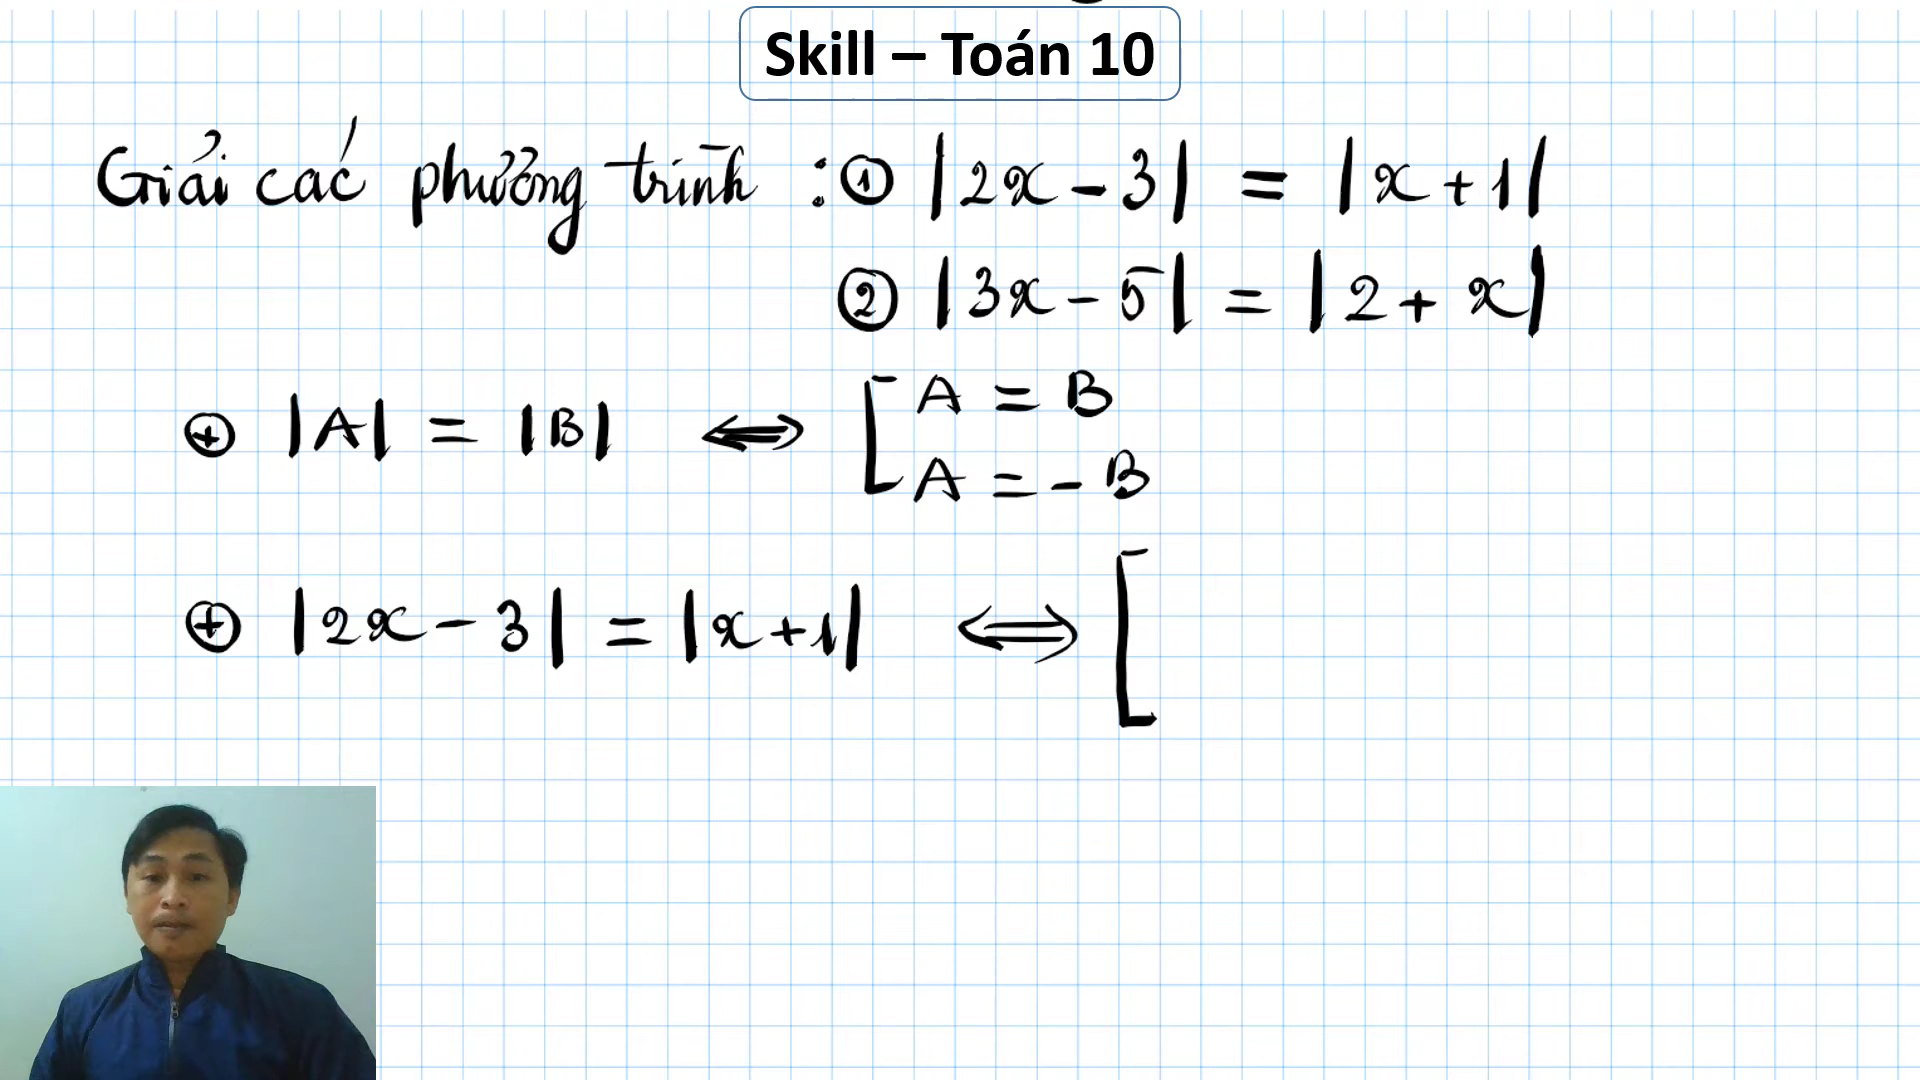 Skill – Toán 10
Giải các phương trình : ① |2x - 3| = |x + 1|
② |3x - 5| = |2 + x|
⊕ |A| = |B| ⟺ [ A = B
A = - B
⊕ |2x - 3| = |x + 1| ⟺ [